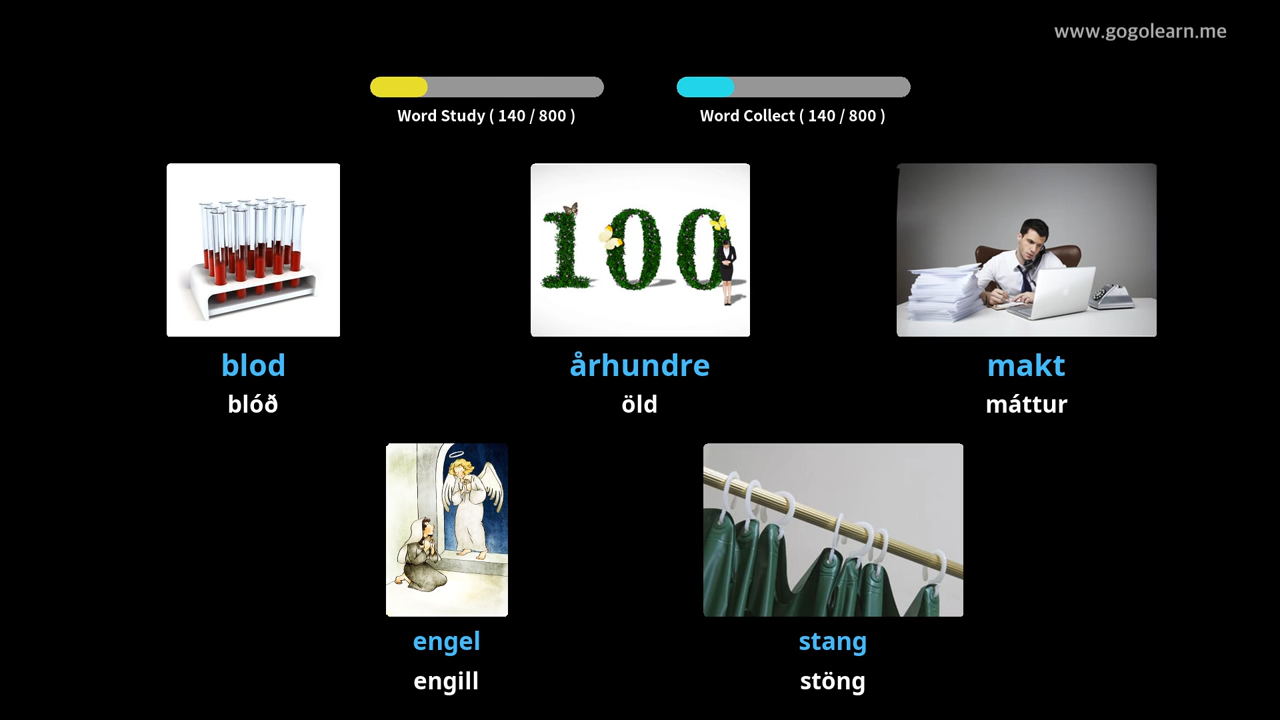 www.gogolearn.me
Word Study ( 140 / 800 )
Word Collect ( 140 / 800 )
100
blod
blóð
århundre
öld
makt
máttur
engel
engill
stang
stöng